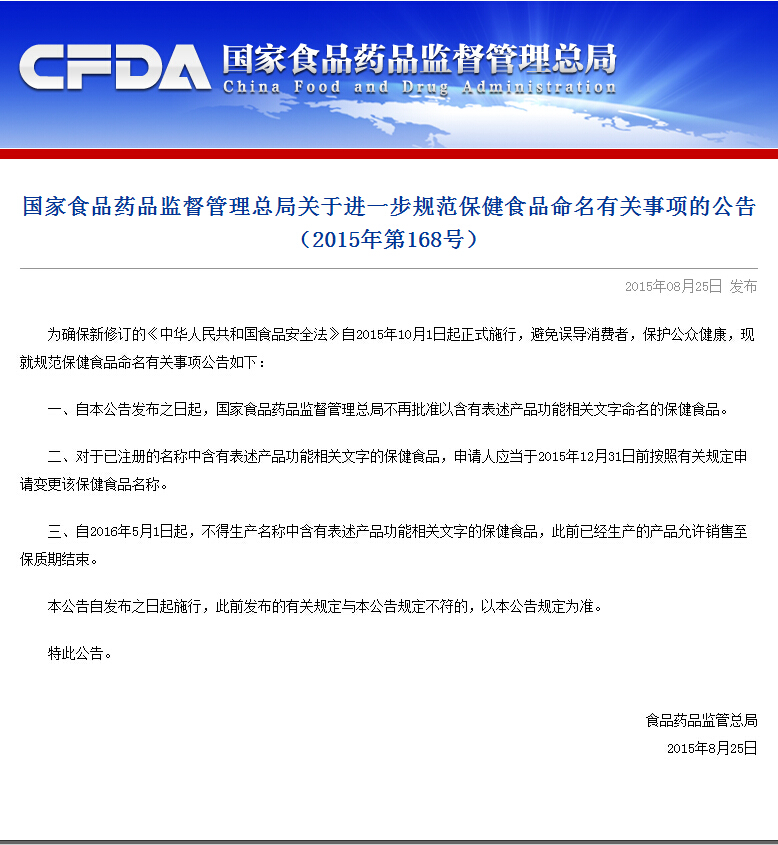 CFDA 国家食品药品监督管理总局
China Food and Drug Administration
国家食品药品监督管理总局关于进一步规范保健食品命名有关事项的公告
（2015年第168号）
2015年08月25日 发布
为确保新修订的《中华人民共和国食品安全法》自2015年10月1日起正式施行，避免误导消费者，保护公众健康，现
就规范保健食品命名有关事项公告如下：
一、自本公告发布之日起，国家食品药品监督管理总局不再批准以含有表述产品功能相关文字命名的保健食品。
二、对于已注册的名称中含有表述产品功能相关文字的保健食品，申请人应当于2015年12月31日前按照有关规定申
请变更该保健食品名称。
三、自2016年5月1日起，不得生产名称中含有表述产品功能相关文字的保健食品，此前已经生产的产品允许销售至
保质期结束。
本公告自发布之日起施行，此前发布的有关规定与本公告规定不符的，以本公告规定为准。
特此公告。
食品药品监管总局
2015年8月25日